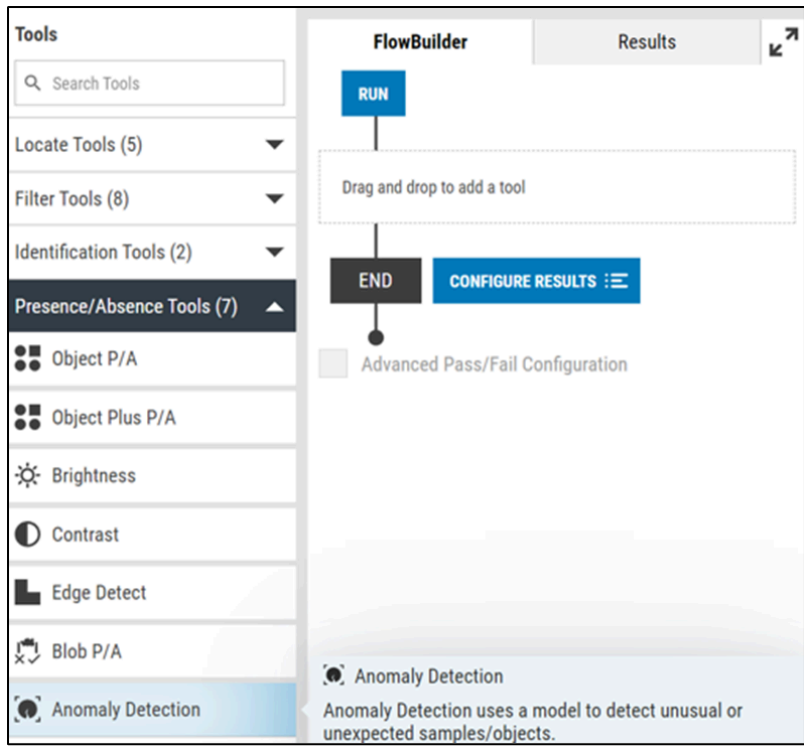 Tools
Search Tools
Locate Tools (5)
Filter Tools (8)
Identification Tools (2)
Presence/Absence Tools (7)
Object P/A
Object Plus P/A
Brightness
Contrast
Edge Detect
Blob P/A
Anomaly Detection
FlowBuilder
Results
RUN
Drag and drop to add a tool
END
CONFIGURE RESULTS
Advanced Pass/Fail Configuration
Anomaly Detection
Anomaly Detection uses a model to detect unusual or
unexpected samples/objects.